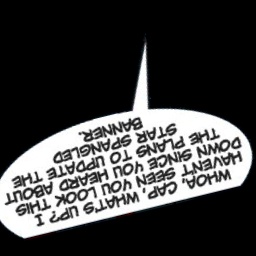 WHOA, CAP, WHAT'S UP? I
HAVEN'T SEEN YOU LOOK THIS
DOWN SINCE YOU HEARD ABOUT
THE PLANS TO UPDATE THE
STAR SPANGLED
BANNER.